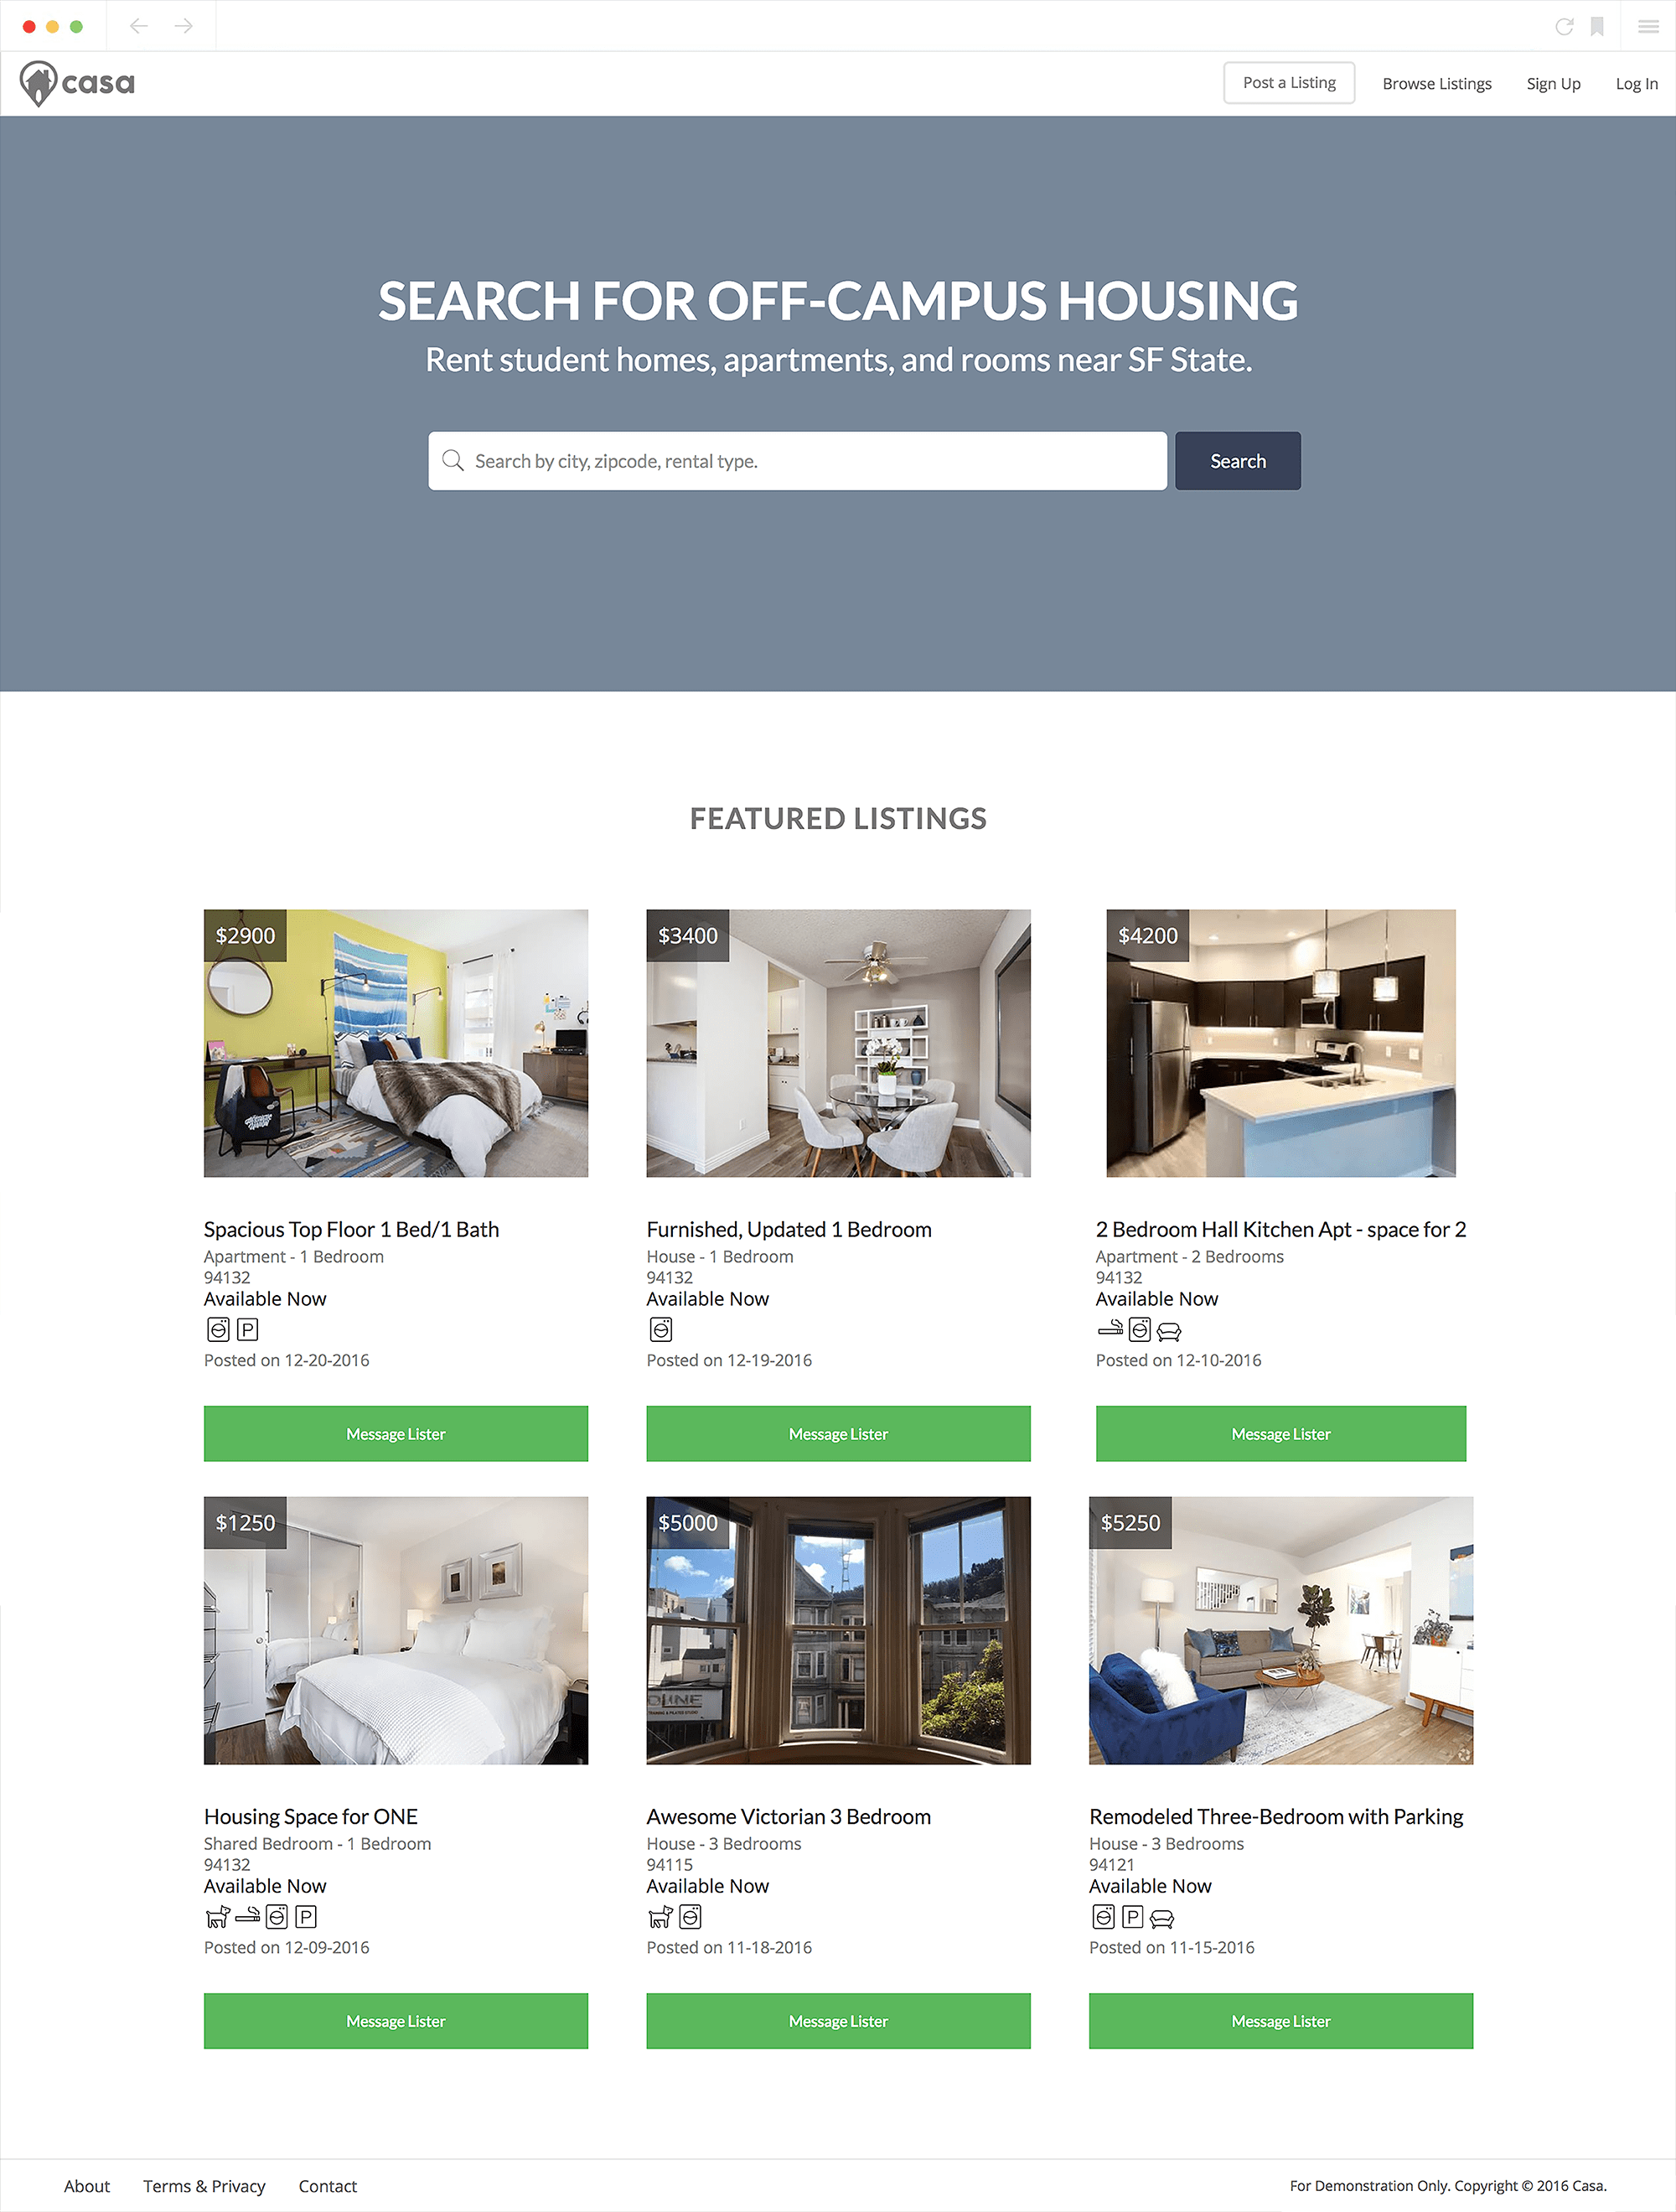 casa
Post a Listing
Browse Listings
Sign Up
Log In
SEARCH FOR OFF-CAMPUS HOUSING
Rent student homes, apartments, and rooms near SF State.
Search by city, zipcode, rental type.
Search
FEATURED LISTINGS
$2900
$3400
$4200
Spacious Top Floor 1 Bed/1 Bath
Apartment - 1 Bedroom
94132
Available Now
P
Posted on 12-20-2016
Message Lister
Furnished, Updated 1 Bedroom
House - 1 Bedroom
94132
Available Now
Posted on 12-19-2016
Message Lister
2 Bedroom Hall Kitchen Apt - space for 2
Apartment - 2 Bedrooms
94132
Available Now
Posted on 12-10-2016
Message Lister
$1250
$5000
$5250
Housing Space for ONE
Shared Bedroom - 1 Bedroom
94132
Available Now
P
Posted on 12-09-2016
Message Lister
Awesome Victorian 3 Bedroom
House - 3 Bedrooms
94115
Available Now
Posted on 11-18-2016
Message Lister
Remodeled Three-Bedroom with Parking
House - 3 Bedrooms
94121
Available Now
P
Posted on 11-15-2016
Message Lister
About
Terms & Privacy
Contact
For Demonstration Only. Copyright © 2016 Casa.